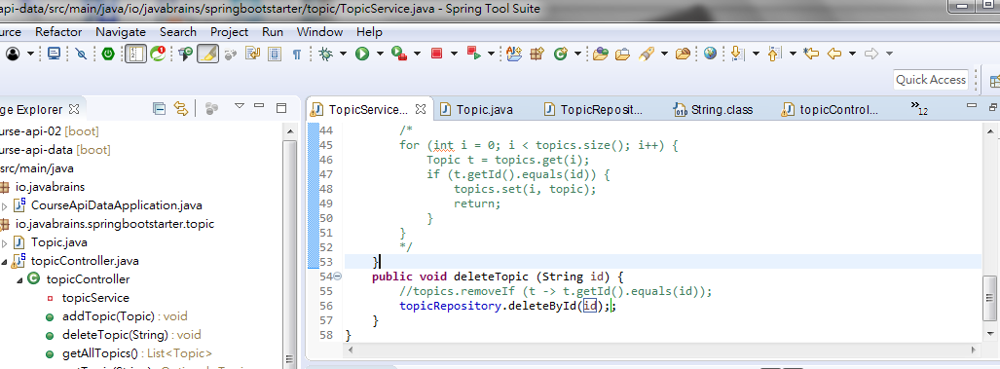 api-data/src/main/java/io/javabrains/springbootstarter/topic/TopicService.java - Spring Tool Suite
urce Refactor Navigate Search Project Run Window Help
Quick Access
ge Explorer
TopicService... Topic.java TopicReposit... String.class topicControl... 12
urse-api-02 [boot]
urse-api-data [boot]
src/main/java
io.javabrains
CourseApiDataApplication.java
io.javabrains.springbootstarter.topic
Topic.java
topicController.java
topicController
topicService
addTopic(Topic) : void
deleteTopic(String) : void
getAllTopics() : List<Topic>
44 /*
45 for (int i = 0; i < topics.size(); i++) {
46 Topic t = topics.get(i);
47 if (t.getId().equals(id)) {
48 topics.set(i, topic);
49 return;
50 }
51 }
52 */
53 }
54 public void deleteTopic (String id) {
55 //topics.removeIf (t -> t.getId().equals(id));
56 topicRepository.deleteById(id);;
57 }
58 }